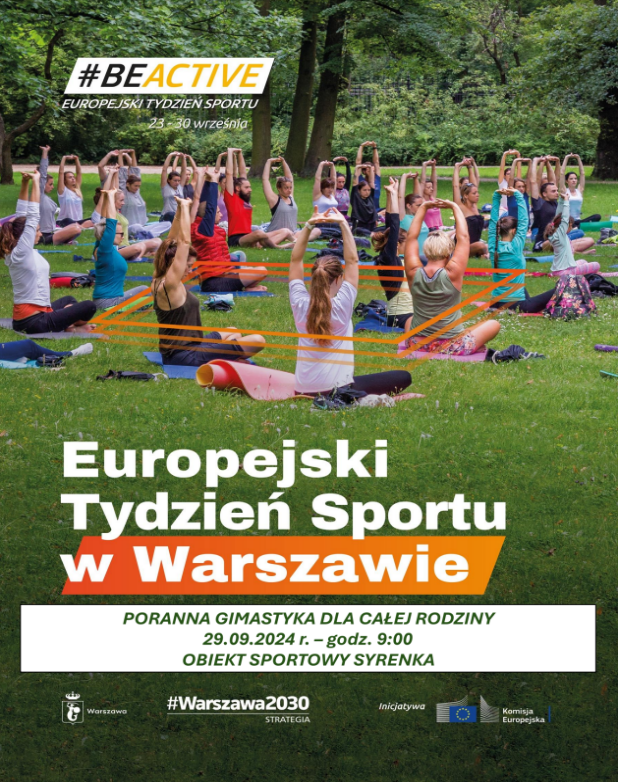 #BEACTIVE
EUROPEJSKI TYDZIEŃ SPORTU
23 - 30 września
Europejski
Tydzień Sportu
w Warszawie
PORANNA GIMASTYKA DLA CAŁEJ RODZINY
29.09.2024 r. – godz. 9:00
OBIEKT SPORTOWY SYRENKA
Warszawa
#Warszawa2030
STRATEGIA
Inicjatywa
Komisja
Europejska